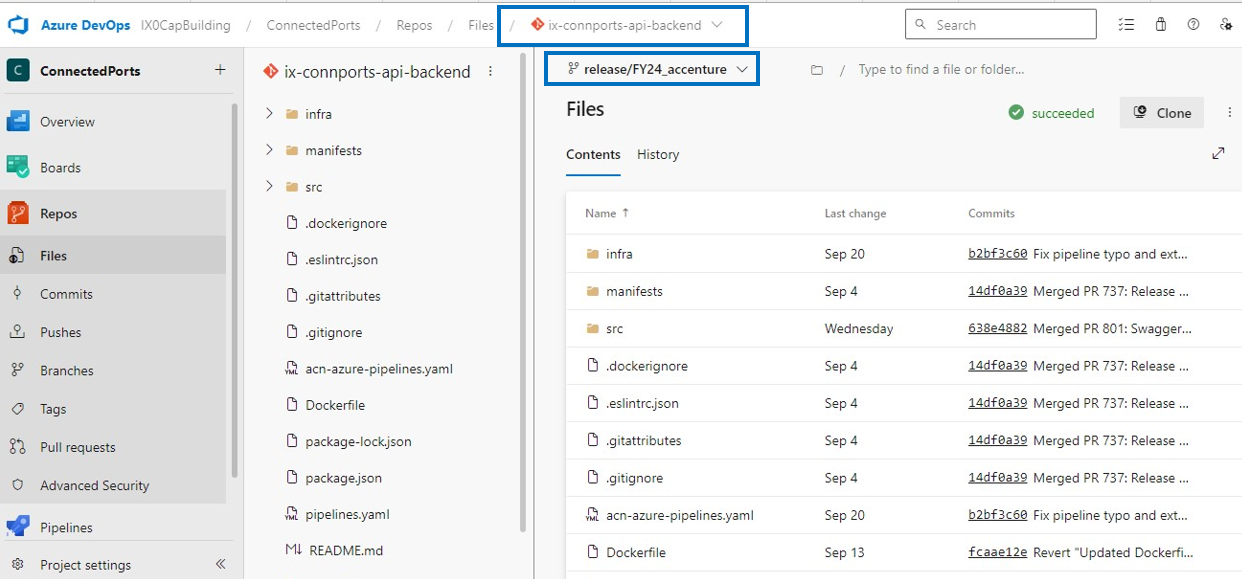 Azure DevOps IX0CapBuilding / ConnectedPorts / Repos / Files / ix-connports-api-backend
Search
C ConnectedPorts
Overview
Boards
Repos
Files
Commits
Pushes
Branches
Tags
Pull requests
Advanced Security
Pipelines
Project settings
ix-connports-api-backend
infra
manifests
src
.dockerignore
.eslintrc.json
.gitattributes
.gitignore
YML acn-azure-pipelines.yaml
Dockerfile
package-lock.json
package.json
YML pipelines.yaml
M↓ README.md
release/FY24_accenture
/ Type to find a file or folder...
Files
succeeded
Clone
Contents History
Name ↑ Last change Commits
infra Sep 20 b2bf3c60 Fix pipeline typo and ext...
manifests Sep 4 14df0a39 Merged PR 737: Release ...
src Wednesday 638e4882 Merged PR 801: Swagger...
.dockerignore Sep 4 14df0a39 Merged PR 737: Release ...
.eslintrc.json Sep 4 14df0a39 Merged PR 737: Release ...
.gitattributes Sep 4 14df0a39 Merged PR 737: Release ...
.gitignore Sep 4 14df0a39 Merged PR 737: Release ...
YML acn-azure-pipelines.yaml Sep 20 b2bf3c60 Fix pipeline typo and ext...
Dockerfile Sep 13 fcaae12e Revert "Updated Dockerfi...